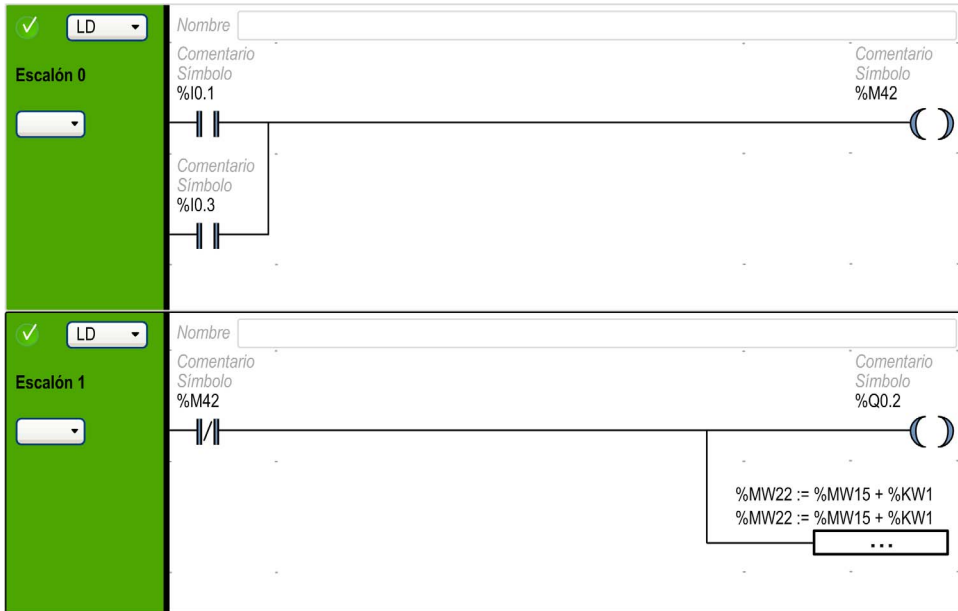 LD
Nombre
Comentario
Comentario
Escalón 0
Símbolo
Símbolo
%I0.1
%M42
Comentario
Símbolo
%I0.3
LD
Nombre
Comentario
Comentario
Escalón 1
Símbolo
Símbolo
%M42
%Q0.2
%MW22 := %MW15 + %KW1
%MW22 := %MW15 + %KW1
...